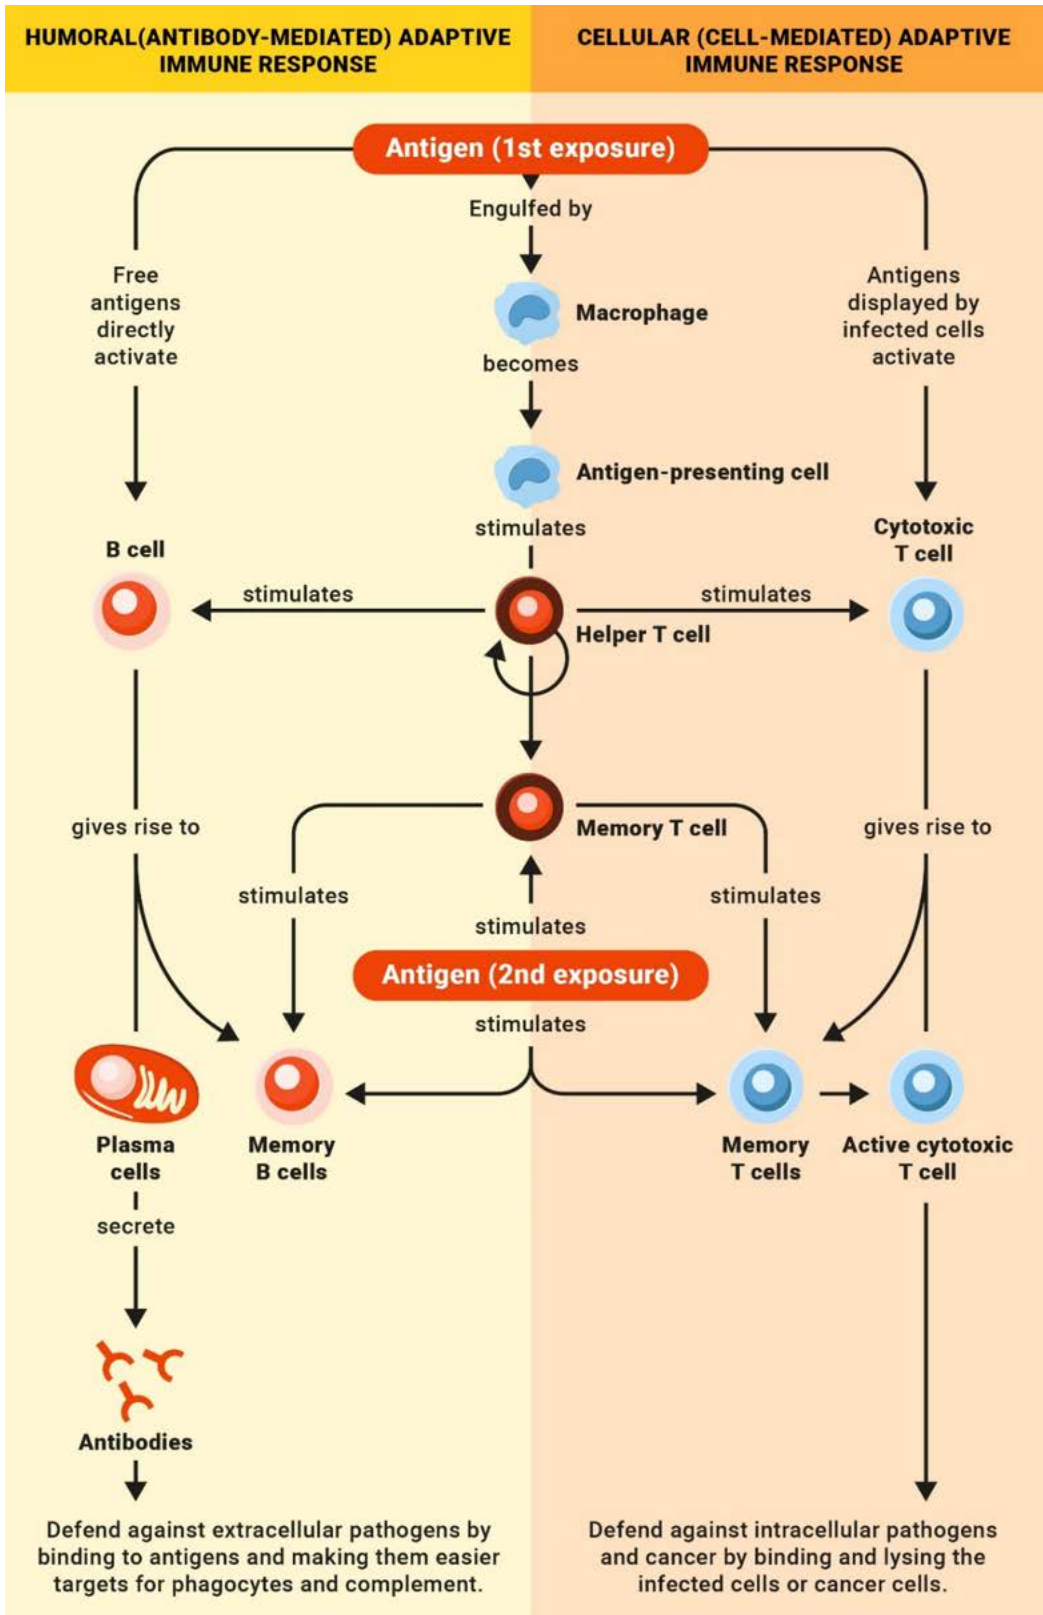 HUMORAL(ANTIBODY-MEDIATED) ADAPTIVE
IMMUNE RESPONSE
CELLULAR (CELL-MEDIATED) ADAPTIVE
IMMUNE RESPONSE
Antigen (1st exposure)
Engulfed by
Free
antigens
directly
activate
Antigens
displayed by
infected cells
activate
Macrophage
becomes
Antigen-presenting cell
stimulates
B cell
Cytotoxic
T cell
stimulates
stimulates
Helper T cell
gives rise to
Memory T cell
gives rise to
stimulates
stimulates
stimulates
Antigen (2nd exposure)
stimulates
Plasma
cells
Memory
B cells
Memory
T cells
Active cytotoxic
T cell
secrete
Antibodies
Defend against extracellular pathogens by
binding to antigens and making them easier
targets for phagocytes and complement.
Defend against intracellular pathogens
and cancer by binding and lysing the
infected cells or cancer cells.